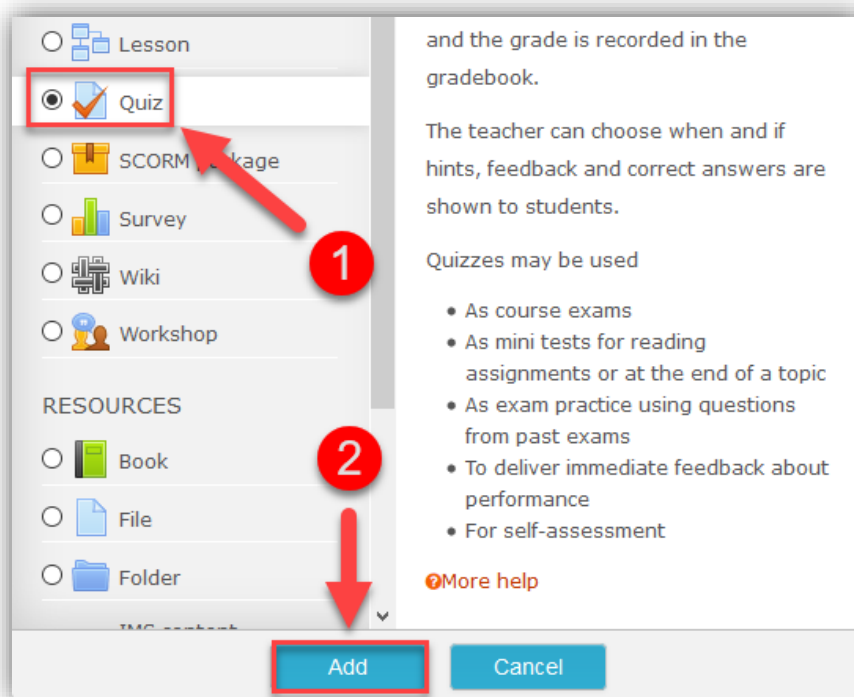 Lesson
Quiz
SCORM package
Survey
1
Wiki
Workshop
RESOURCES
2
Book
File
Folder
IMS content
and the grade is recorded in the
gradebook.
The teacher can choose when and if
hints, feedback and correct answers are
shown to students.
Quizzes may be used
• As course exams
• As mini tests for reading
assignments or at the end of a topic
• As exam practice using questions
from past exams
• To deliver immediate feedback about
performance
• For self-assessment
?More help
Add
Cancel